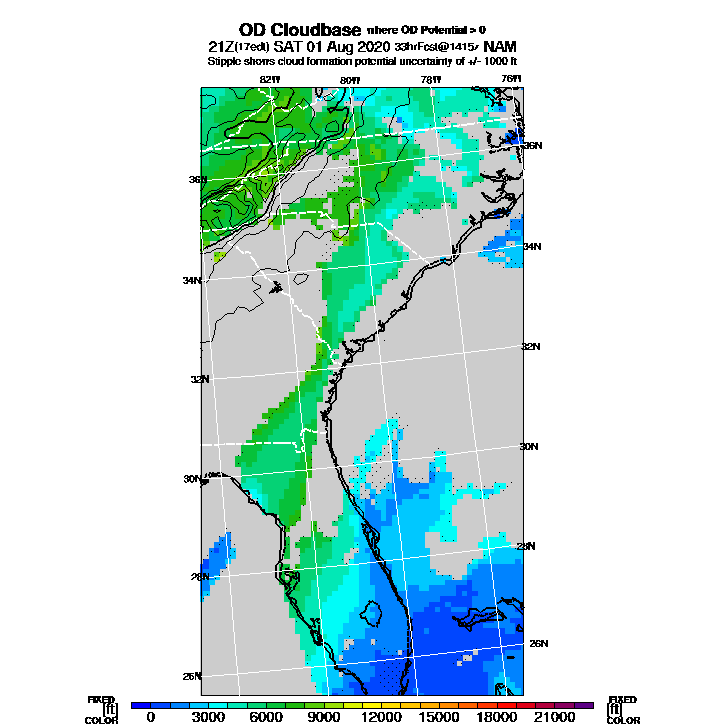 OD Cloudbase where OD Potential > 0
21Z(17edt) SAT 01 Aug 2020 33hrFcst@1415z NAM
Stipple shows cloud formation potential uncertainty of +/- 1000 ft
82W 80W 78W 76W
36N 36N
34N 34N
32N 32N
30N 30N
28N 28N
26N 26N
FIXED FIXED
[ft] [ft]
COLOR 0 3000 6000 9000 12000 15000 18000 21000 COLOR